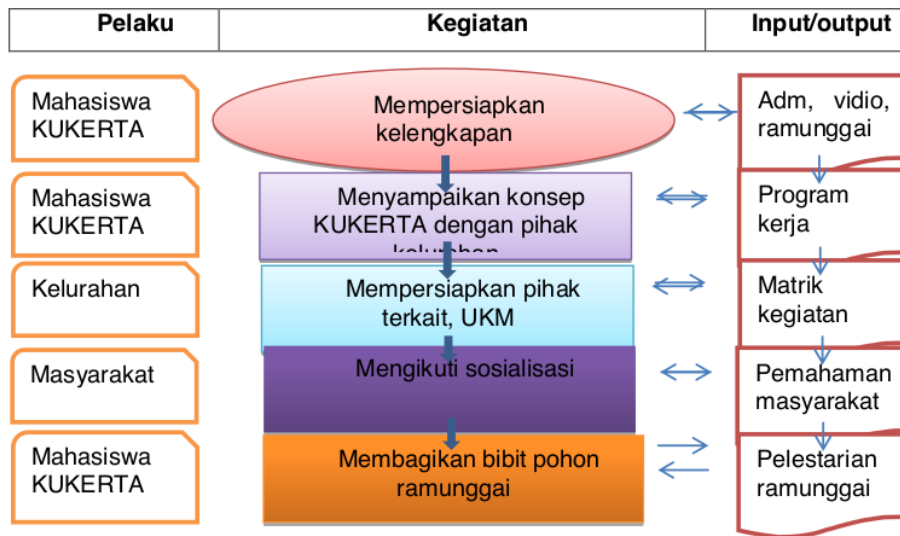 Pelaku Kegiatan Input/output
Mahasiswa
KUKERTA
Mempersiapkan
kelengkapan
Adm, vidio,
ramunggai
Mahasiswa
KUKERTA
Menyampaikan konsep
KUKERTA dengan pihak
kelurahan
Program
kerja
Kelurahan
Mempersiapkan pihak
terkait, UKM
Matrik
kegiatan
Masyarakat
Mengikuti sosialisasi
Pemahaman
masyarakat
Mahasiswa
KUKERTA
Membagikan bibit pohon
ramunggai
Pelestarian
ramunggai